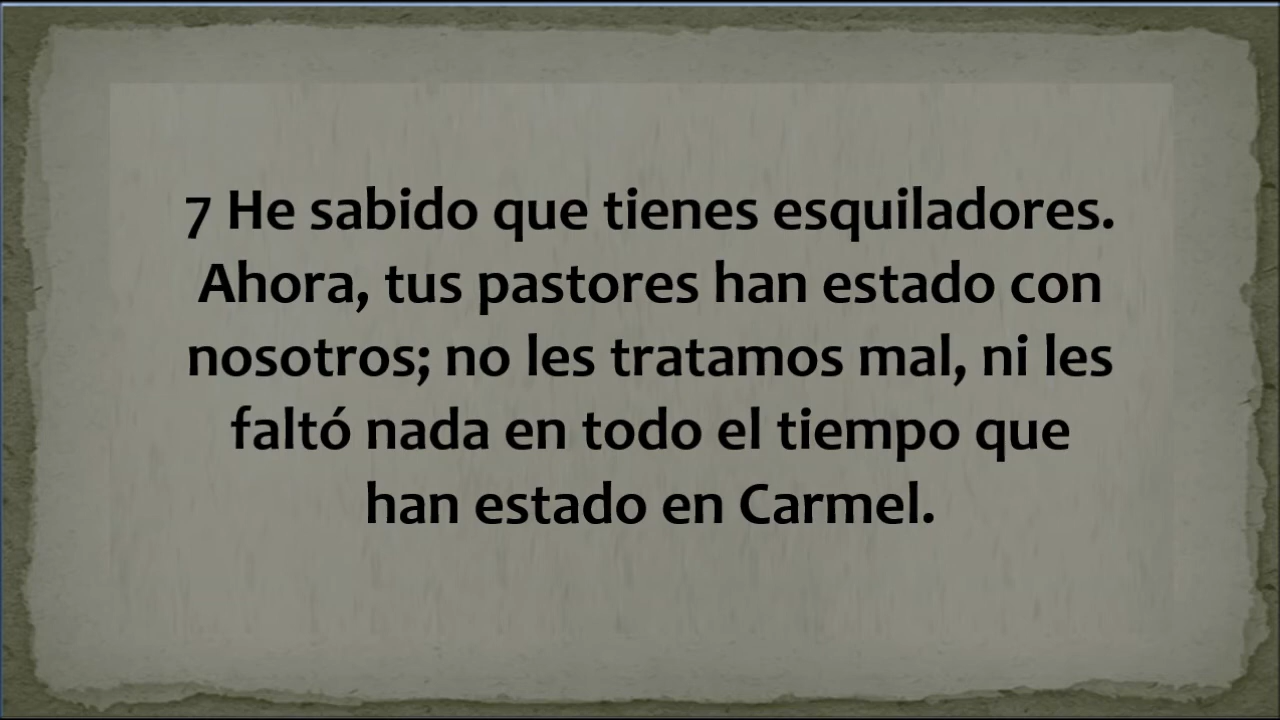 7 He sabido que tienes esquiladores.
Ahora, tus pastores han estado con
nosotros; no les tratamos mal, ni les
faltó nada en todo el tiempo que
han estado en Carmel.